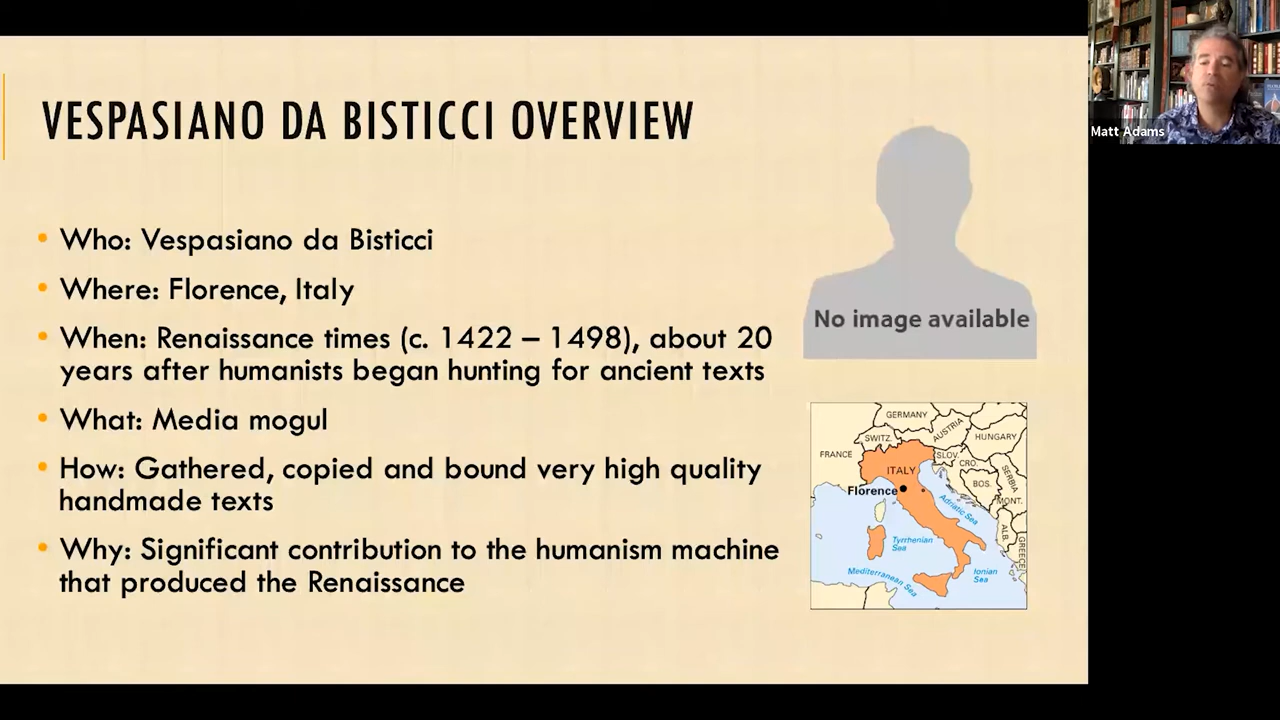 VESPASIANO DA BISTICCI OVERVIEW
Who: Vespasiano da Bisticci
Where: Florence, Italy
When: Renaissance times (c. 1422 – 1498), about 20
years after humanists began hunting for ancient texts
What: Media mogul
How: Gathered, copied and bound very high quality
handmade texts
Why: Significant contribution to the humanism machine
that produced the Renaissance
No image available
GERMANY
SWITZ.
AUSTRIA
HUNGARY
FRANCE
SLOV.
CRO.
ITALY
BOS.
SERBIA
Florence
MONT.
Adriatic Sea
ALB.
GREECE
Tyrrhenian
Sea
Mediterranean Sea
Ionian
Sea
Matt Adams